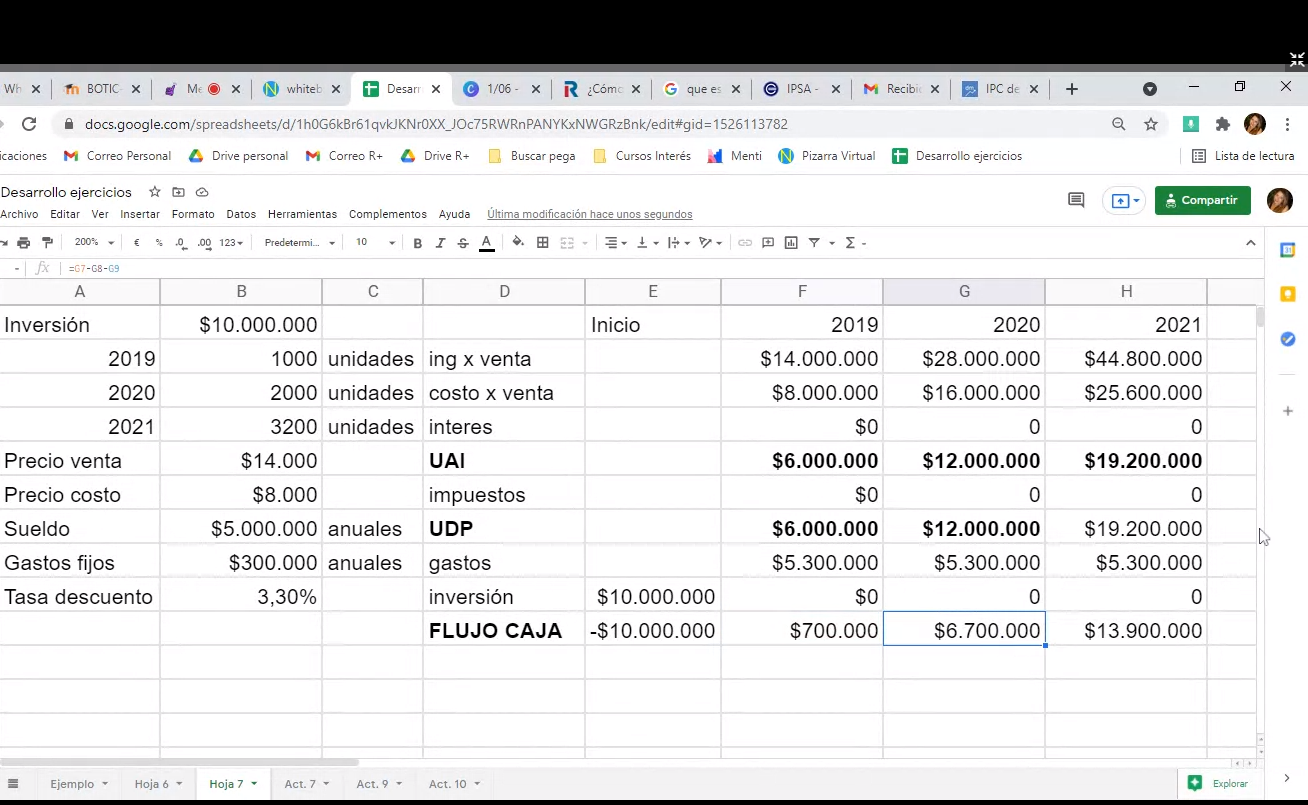 Wh BOTIC Me whiteb Desarr 1/06 - ¿Cómo que es IPSA - Recibi IPC de
docs.google.com/spreadsheets/d/1h0G6kBr61qvkJKNr0XX_JOc75RWRnPANYKxNWGRzBnk/edit#gid=1526113782
icaciones Correo Personal Drive personal Correo R+ Drive R+ Buscar pega Cursos Interés Menti Pizarra Virtual Desarrollo ejercicios Lista de lectura
Desarrollo ejercicios
Archivo Editar Ver Insertar Formato Datos Herramientas Complementos Ayuda Última modificación hace unos segundos Compartir
200% € % .0 .00 123 Predetermi... 10 B I S A
fx =G7-G8-G9
A B C D E F G H
Inversión $10.000.000 Inicio 2019 2020 2021
2019 1000 unidades ing x venta $14.000.000 $28.000.000 $44.800.000
2020 2000 unidades costo x venta $8.000.000 $16.000.000 $25.600.000
2021 3200 unidades interes $0 0 0
Precio venta $14.000 UAI $6.000.000 $12.000.000 $19.200.000
Precio costo $8.000 impuestos $0 0 0
Sueldo $5.000.000 anuales UDP $6.000.000 $12.000.000 $19.200.000
Gastos fijos $300.000 anuales gastos $5.300.000 $5.300.000 $5.300.000
Tasa descuento 3,30% inversión $10.000.000 $0 0 0
FLUJO CAJA -$10.000.000 $700.000 $6.700.000 $13.900.000
Ejemplo Hoja 6 Hoja 7 Act. 7 Act. 9 Act. 10 Explorar